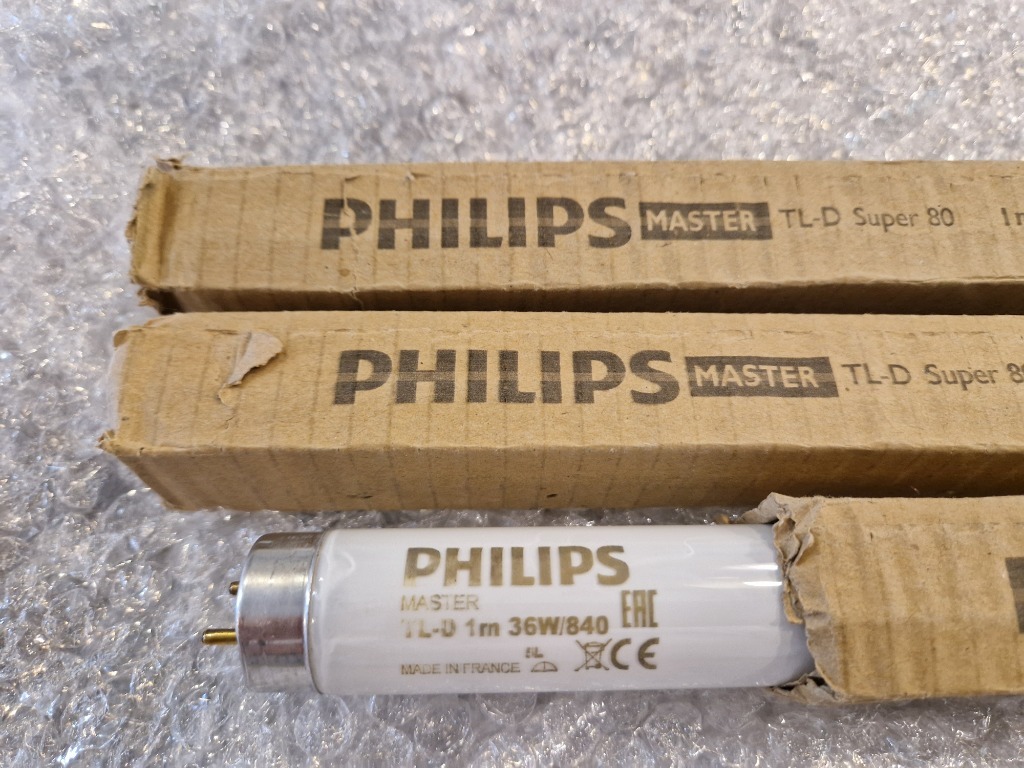 PHILIPS MASTER TL-D Super 80
PHILIPS MASTER TL-D Super
PHILIPS
MASTER
TL-D 1m 36W/840 EAC
MADE IN FRANCE CE